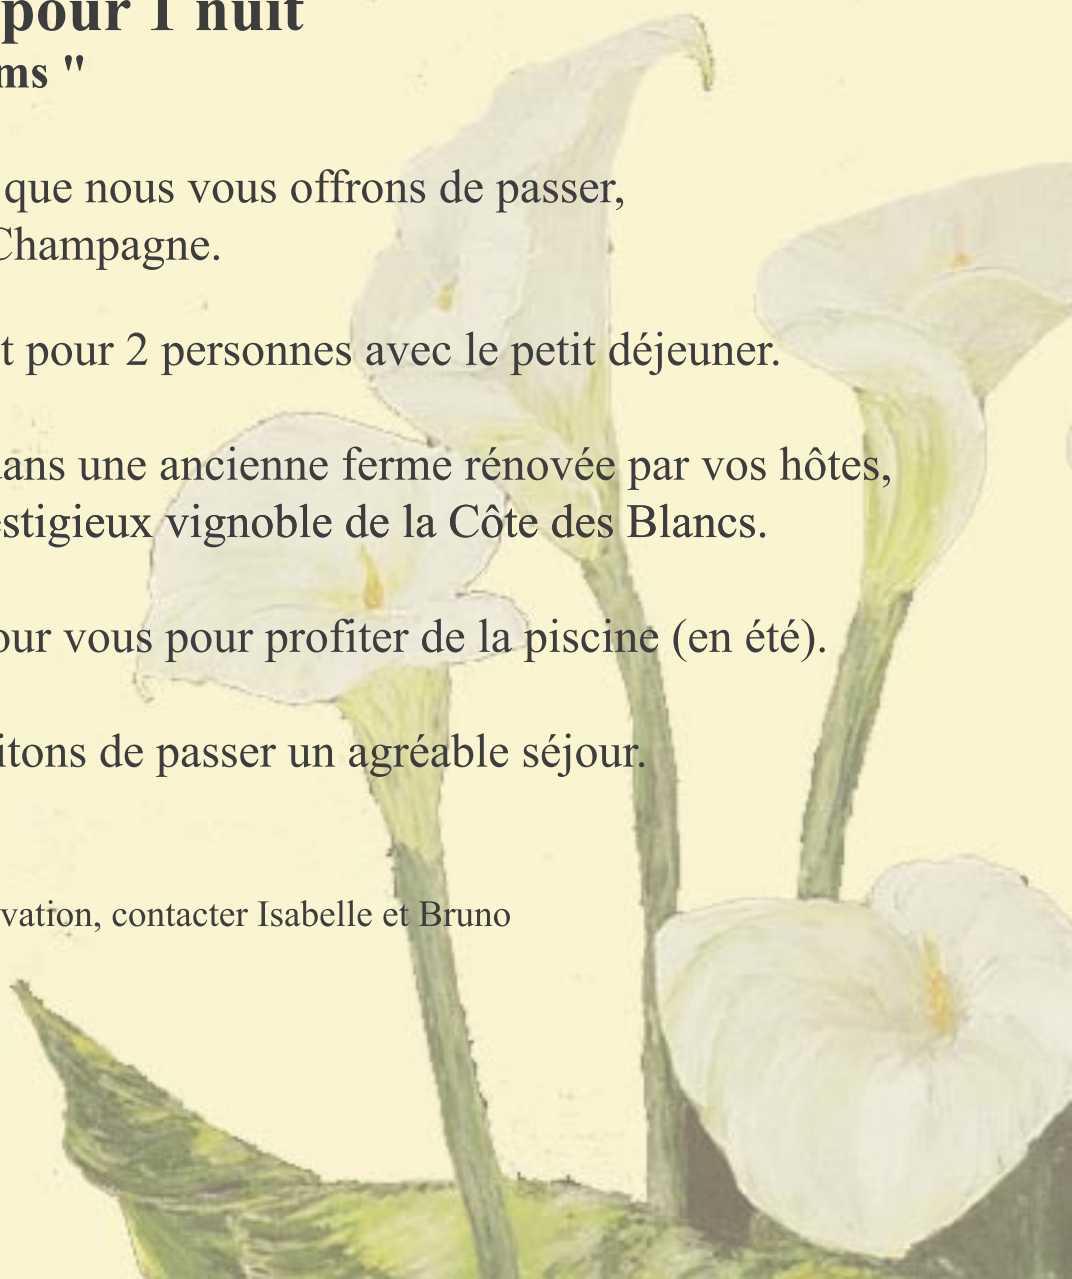 pour 1 nuit
ms "
que nous vous offrons de passer,
Champagne.
t pour 2 personnes avec le petit déjeuner.
dans une ancienne ferme rénovée par vos hôtes,
estigieux vignoble de la Côte des Blancs.
our vous pour profiter de la piscine (en été).
itons de passer un agréable séjour.
vation, contacter Isabelle et Bruno